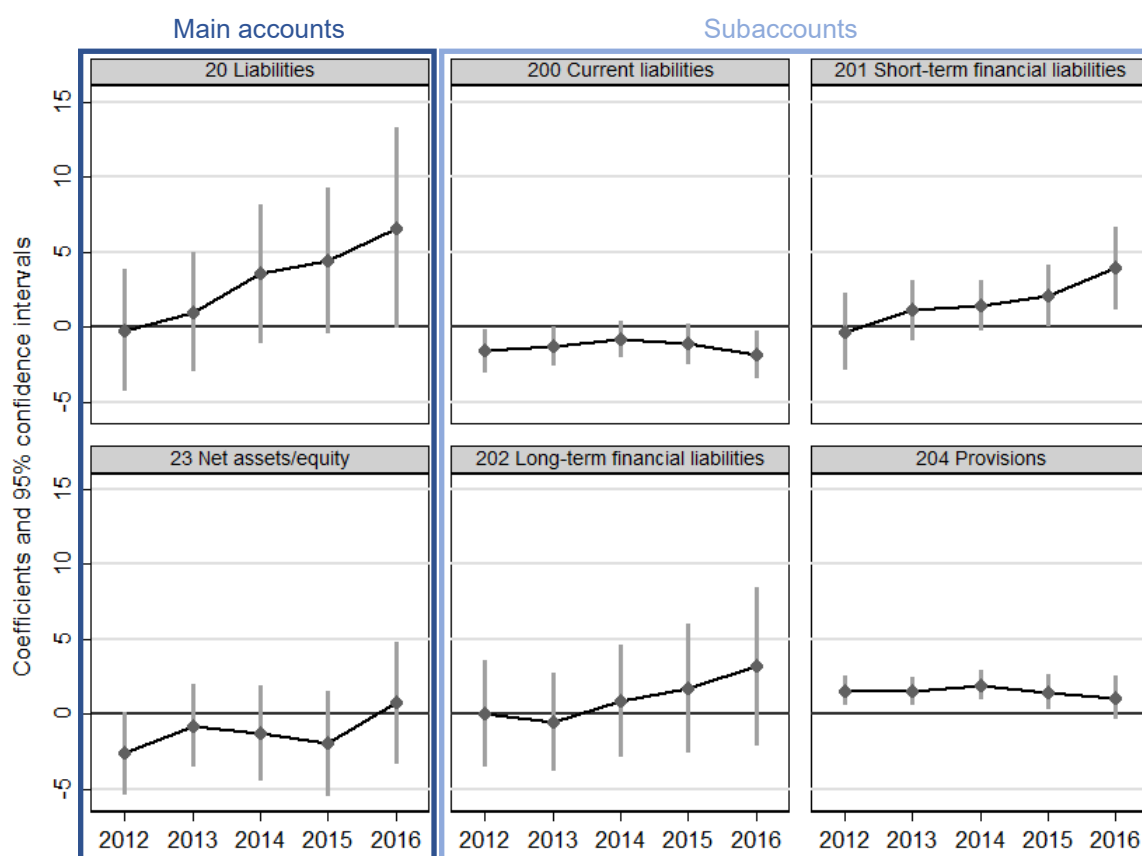 Main accounts
Subaccounts
20 Liabilities
200 Current liabilities
201 Short-term financial liabilities
15
10
5
0
-5
Coefficients and 95% confidence intervals
23 Net assets/equity
202 Long-term financial liabilities
204 Provisions
15
10
5
0
-5
2012 2013 2014 2015 2016
2012 2013 2014 2015 2016
2012 2013 2014 2015 2016